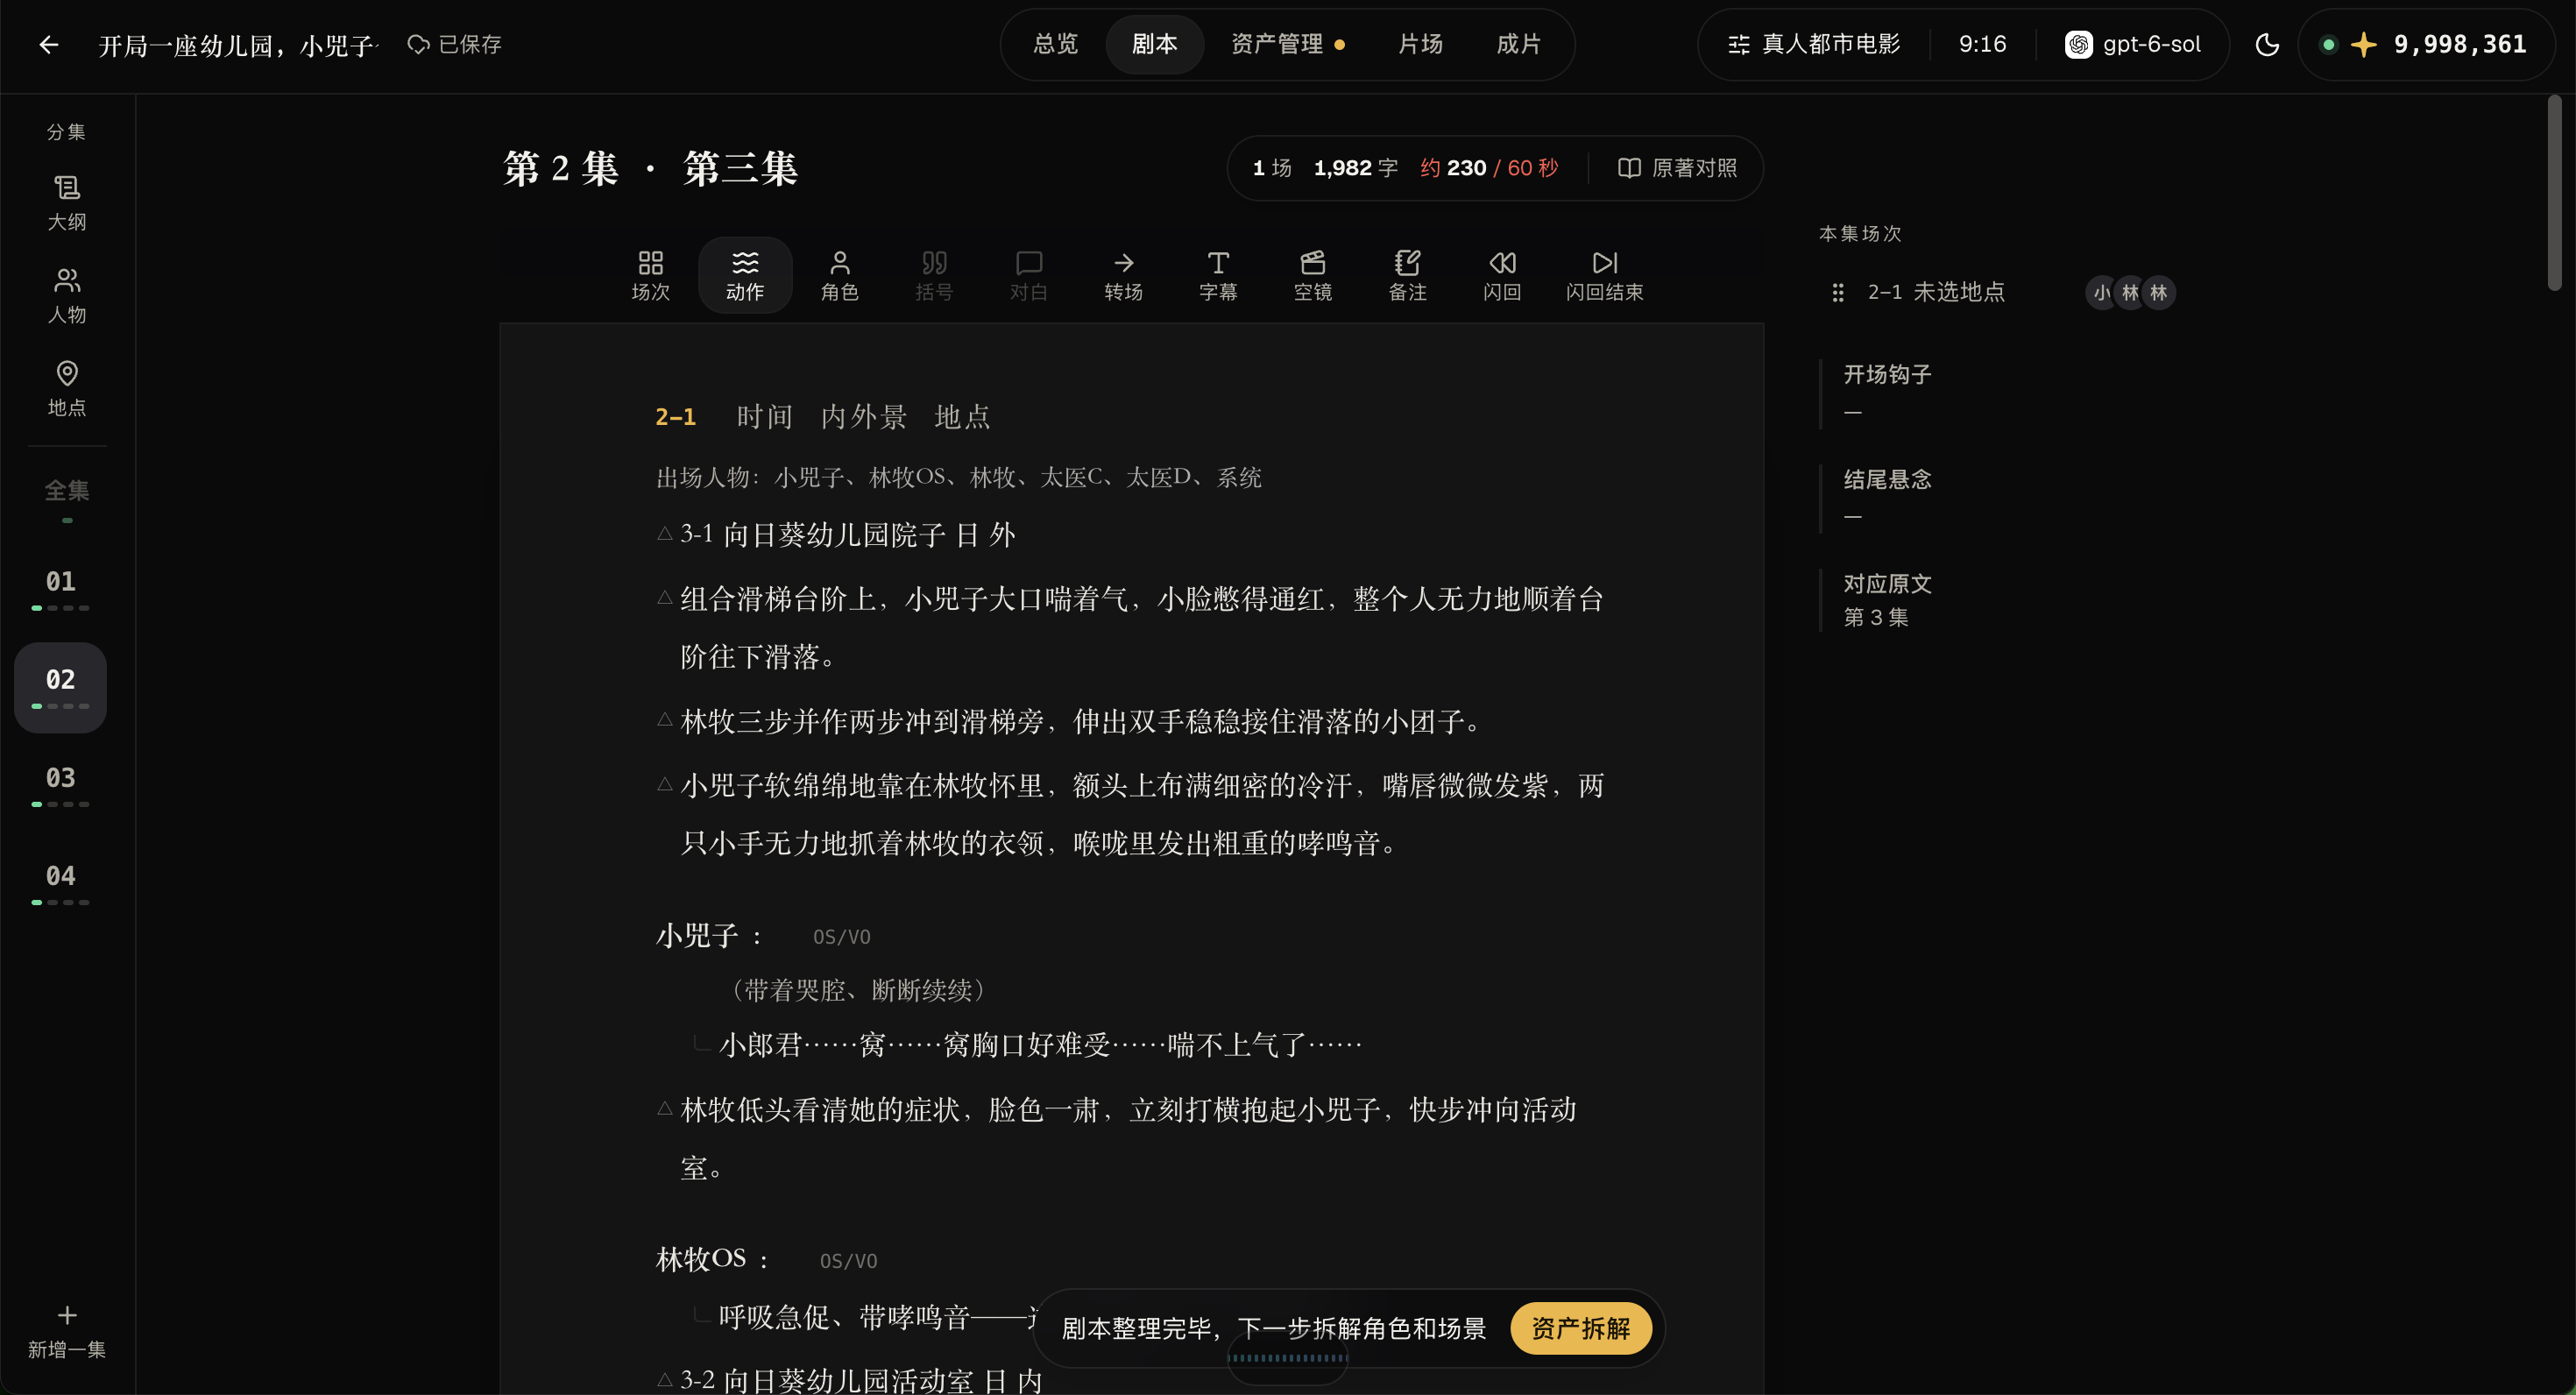 开局一座幼儿园，小兕子
已保存
总览 剧本 资产管理 片场 成片
真人都市电影 9:16 gpt-6-sol
9,998,361
分集
大纲
人物
地点
全集
01
02
03
04
新增一集
第 2 集 · 第三集
1 场 1,982 字 约 230 / 60 秒 原著对照
场次 动作 角色 括号 对白 转场 字幕 空镜 备注 闪回 闪回结束
2-1 时间 内外景 地点
出场人物：小兕子、林牧OS、林牧、太医C、太医D、系统
△ 3-1 向日葵幼儿园院子 日 外
△ 组合滑梯台阶上，小兕子大口喘着气，小脸憋得通红，整个人无力地顺着台
阶往下滑落。
△ 林牧三步并作两步冲到滑梯旁，伸出双手稳稳接住滑落的小团子。
△ 小兕子软绵绵地靠在林牧怀里，额头上布满细密的冷汗，嘴唇微微发紫，两
只小手无力地抓着林牧的衣领，喉咙里发出粗重的哮鸣音。
小兕子 ： OS/VO
（带着哭腔、断断续续）
小郎君……窝……窝胸口好难受……喘不上气了……
△ 林牧低头看清她的症状，脸色一肃，立刻打横抱起小兕子，快步冲向活动
室。
林牧OS ： OS/VO
呼吸急促、带哮鸣音——
△ 3-2 向日葵幼儿园活动室 日 内
剧本整理完毕，下一步拆解角色和场景 资产拆解
本集场次
2-1 未选地点 小 林 林
开场钩子
—
结尾悬念
—
对应原文
第 3 集